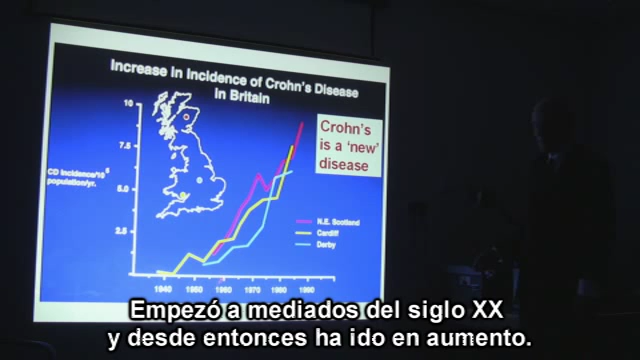 Increase in Incidence of Crohn's Disease
in Britain
10
7.5
5.0
2.5
CD Incidence/10⁶
population/yr.
Crohn's
is a 'new'
disease
N.E. Scotland
Cardiff
Derby
1940 1950 1960 1970 1980 1990
Empezó a mediados del siglo XX
y desde entonces ha ido en aumento.